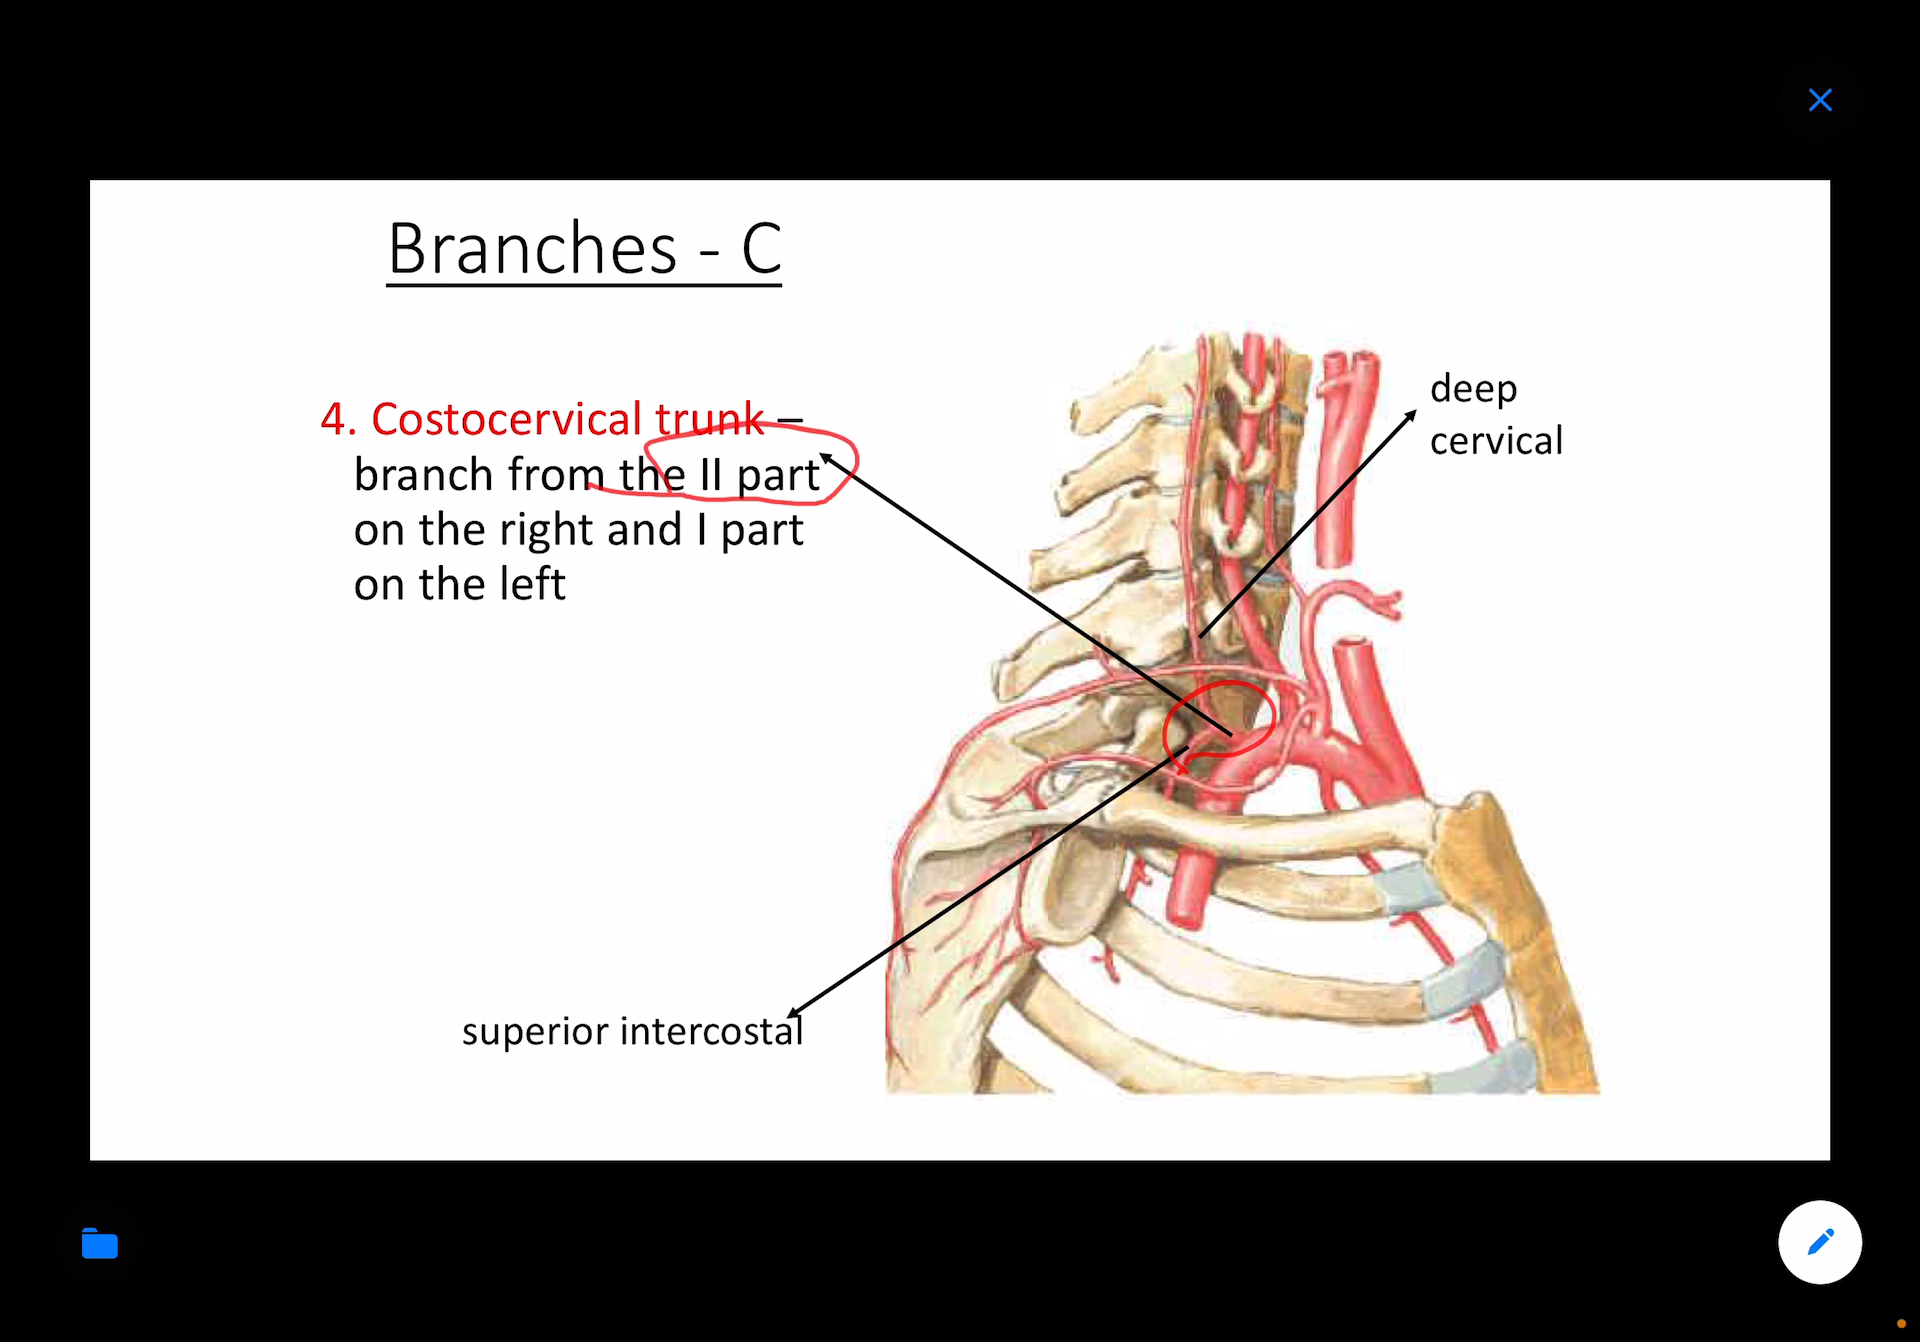 Branches - C
4. Costocervical trunk –
branch from the II part
on the right and I part
on the left
deep
cervical
superior intercostal